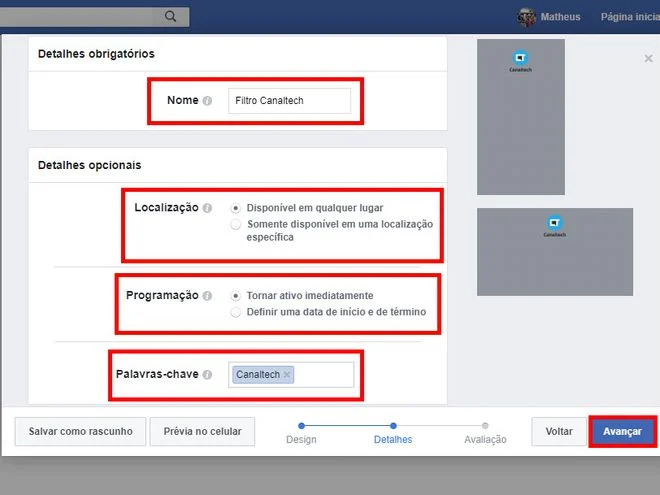 Matheus Página inicia
Detalhes obrigatórios
Nome
Filtro Canaltech
Detalhes opcionais
Localização
Disponível em qualquer lugar
Somente disponível em uma localização
específica
Programação
Tornar ativo imediatamente
Definir uma data de início e de término
Palavras-chave
Canaltech
Canaltech
Canaltech
Salvar como rascunho
Prévia no celular
Design
Detalhes
Avaliação
Voltar
Avançar